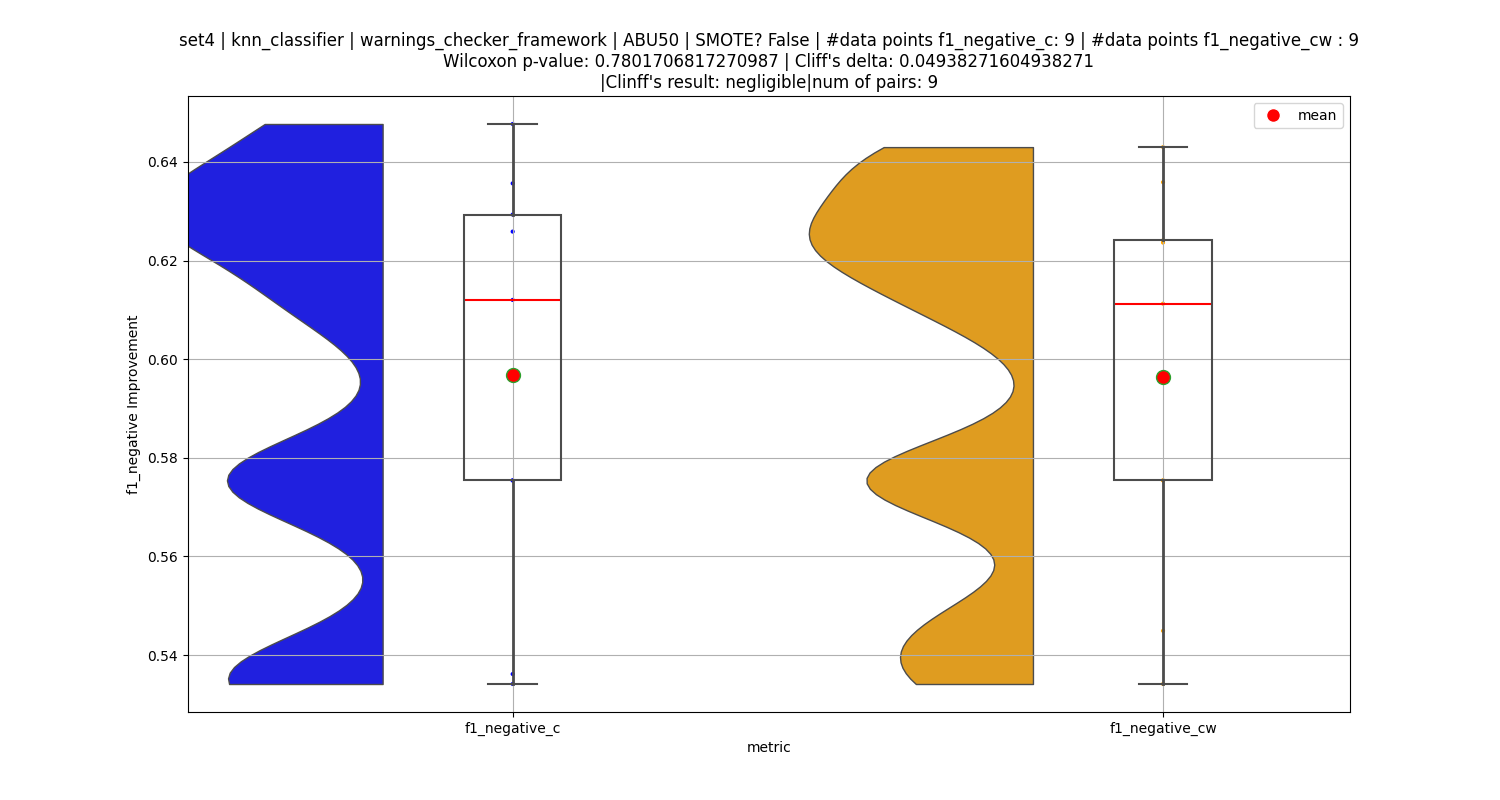 set4 | knn_classifier | warnings_checker_framework | ABU50 | SMOTE? False | #data points f1_negative_c: 9 | #data points f1_negative_cw : 9
Wilcoxon p-value: 0.7801706817270987 | Cliff's delta: 0.04938271604938271
|Clinff's result: negligible|num of pairs: 9
mean
f1_negative Improvement
0.64
0.62
0.60
0.58
0.56
0.54
f1_negative_c
f1_negative_cw
metric